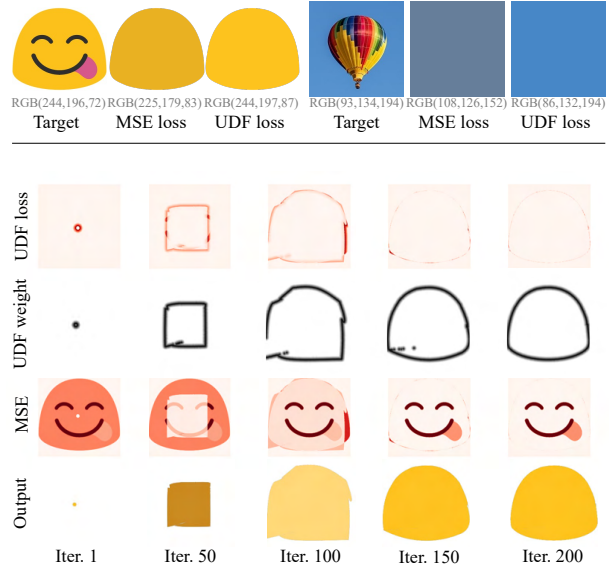 RGB(244,196,72) RGB(225,179,83) RGB(244,197,87) RGB(93,134,194) RGB(108,126,152) RGB(86,132,194)
Target MSE loss UDF loss Target MSE loss UDF loss
UDF loss
UDF weight
MSE
Output
Iter. 1 Iter. 50 Iter. 100 Iter. 150 Iter. 200